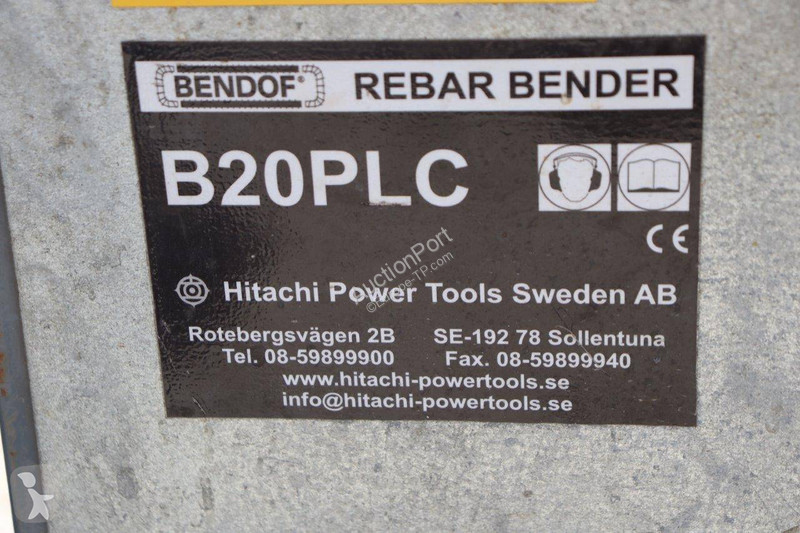 BENDOF® REBAR BENDER
B20PLC
CE
Hitachi Power Tools Sweden AB
Rotebergsvägen 2B SE-192 78 Sollentuna
Tel. 08-59899900 Fax. 08-59899940
www.hitachi-powertools.se
info@hitachi-powertools.se